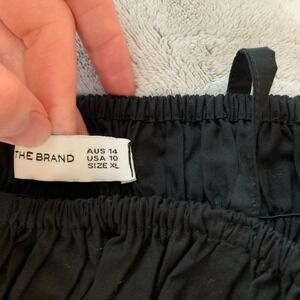 THE BRAND
AUS 14
USA 10
SIZE XL